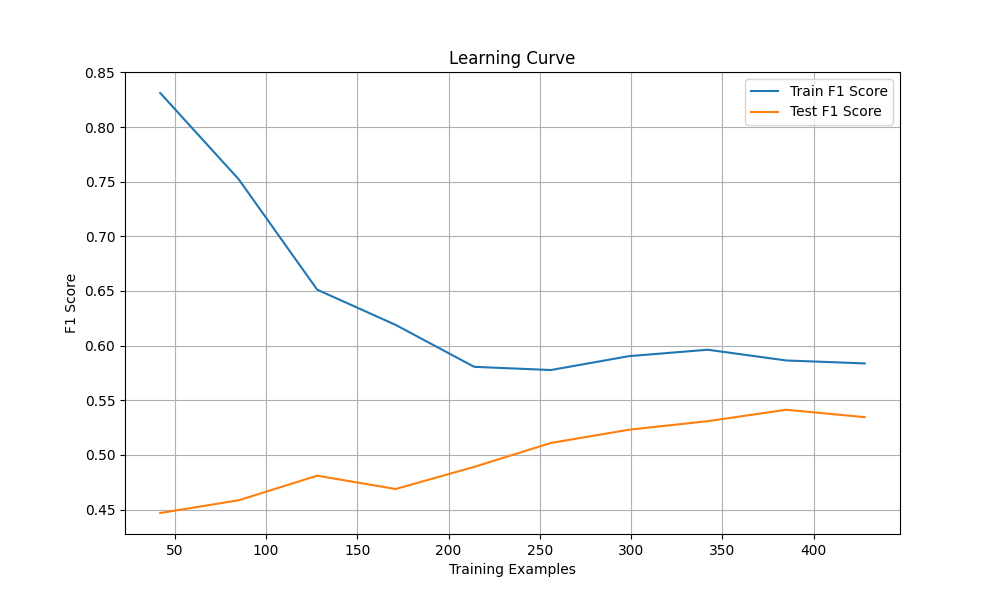 Learning Curve
Train F1 Score
Test F1 Score
F1 Score
0.85
0.80
0.75
0.70
0.65
0.60
0.55
0.50
0.45
50 100 150 200 250 300 350 400
Training Examples